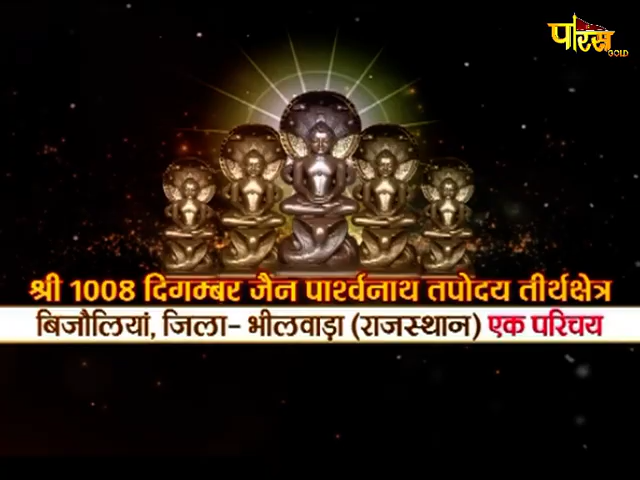 पारस
GOLD
श्री 1008 दिगम्बर जैन पार्श्वनाथ तपोदय तीर्थक्षेत्र
बिजौलियां, जिला- भीलवाड़ा (राजस्थान) एक परिचय